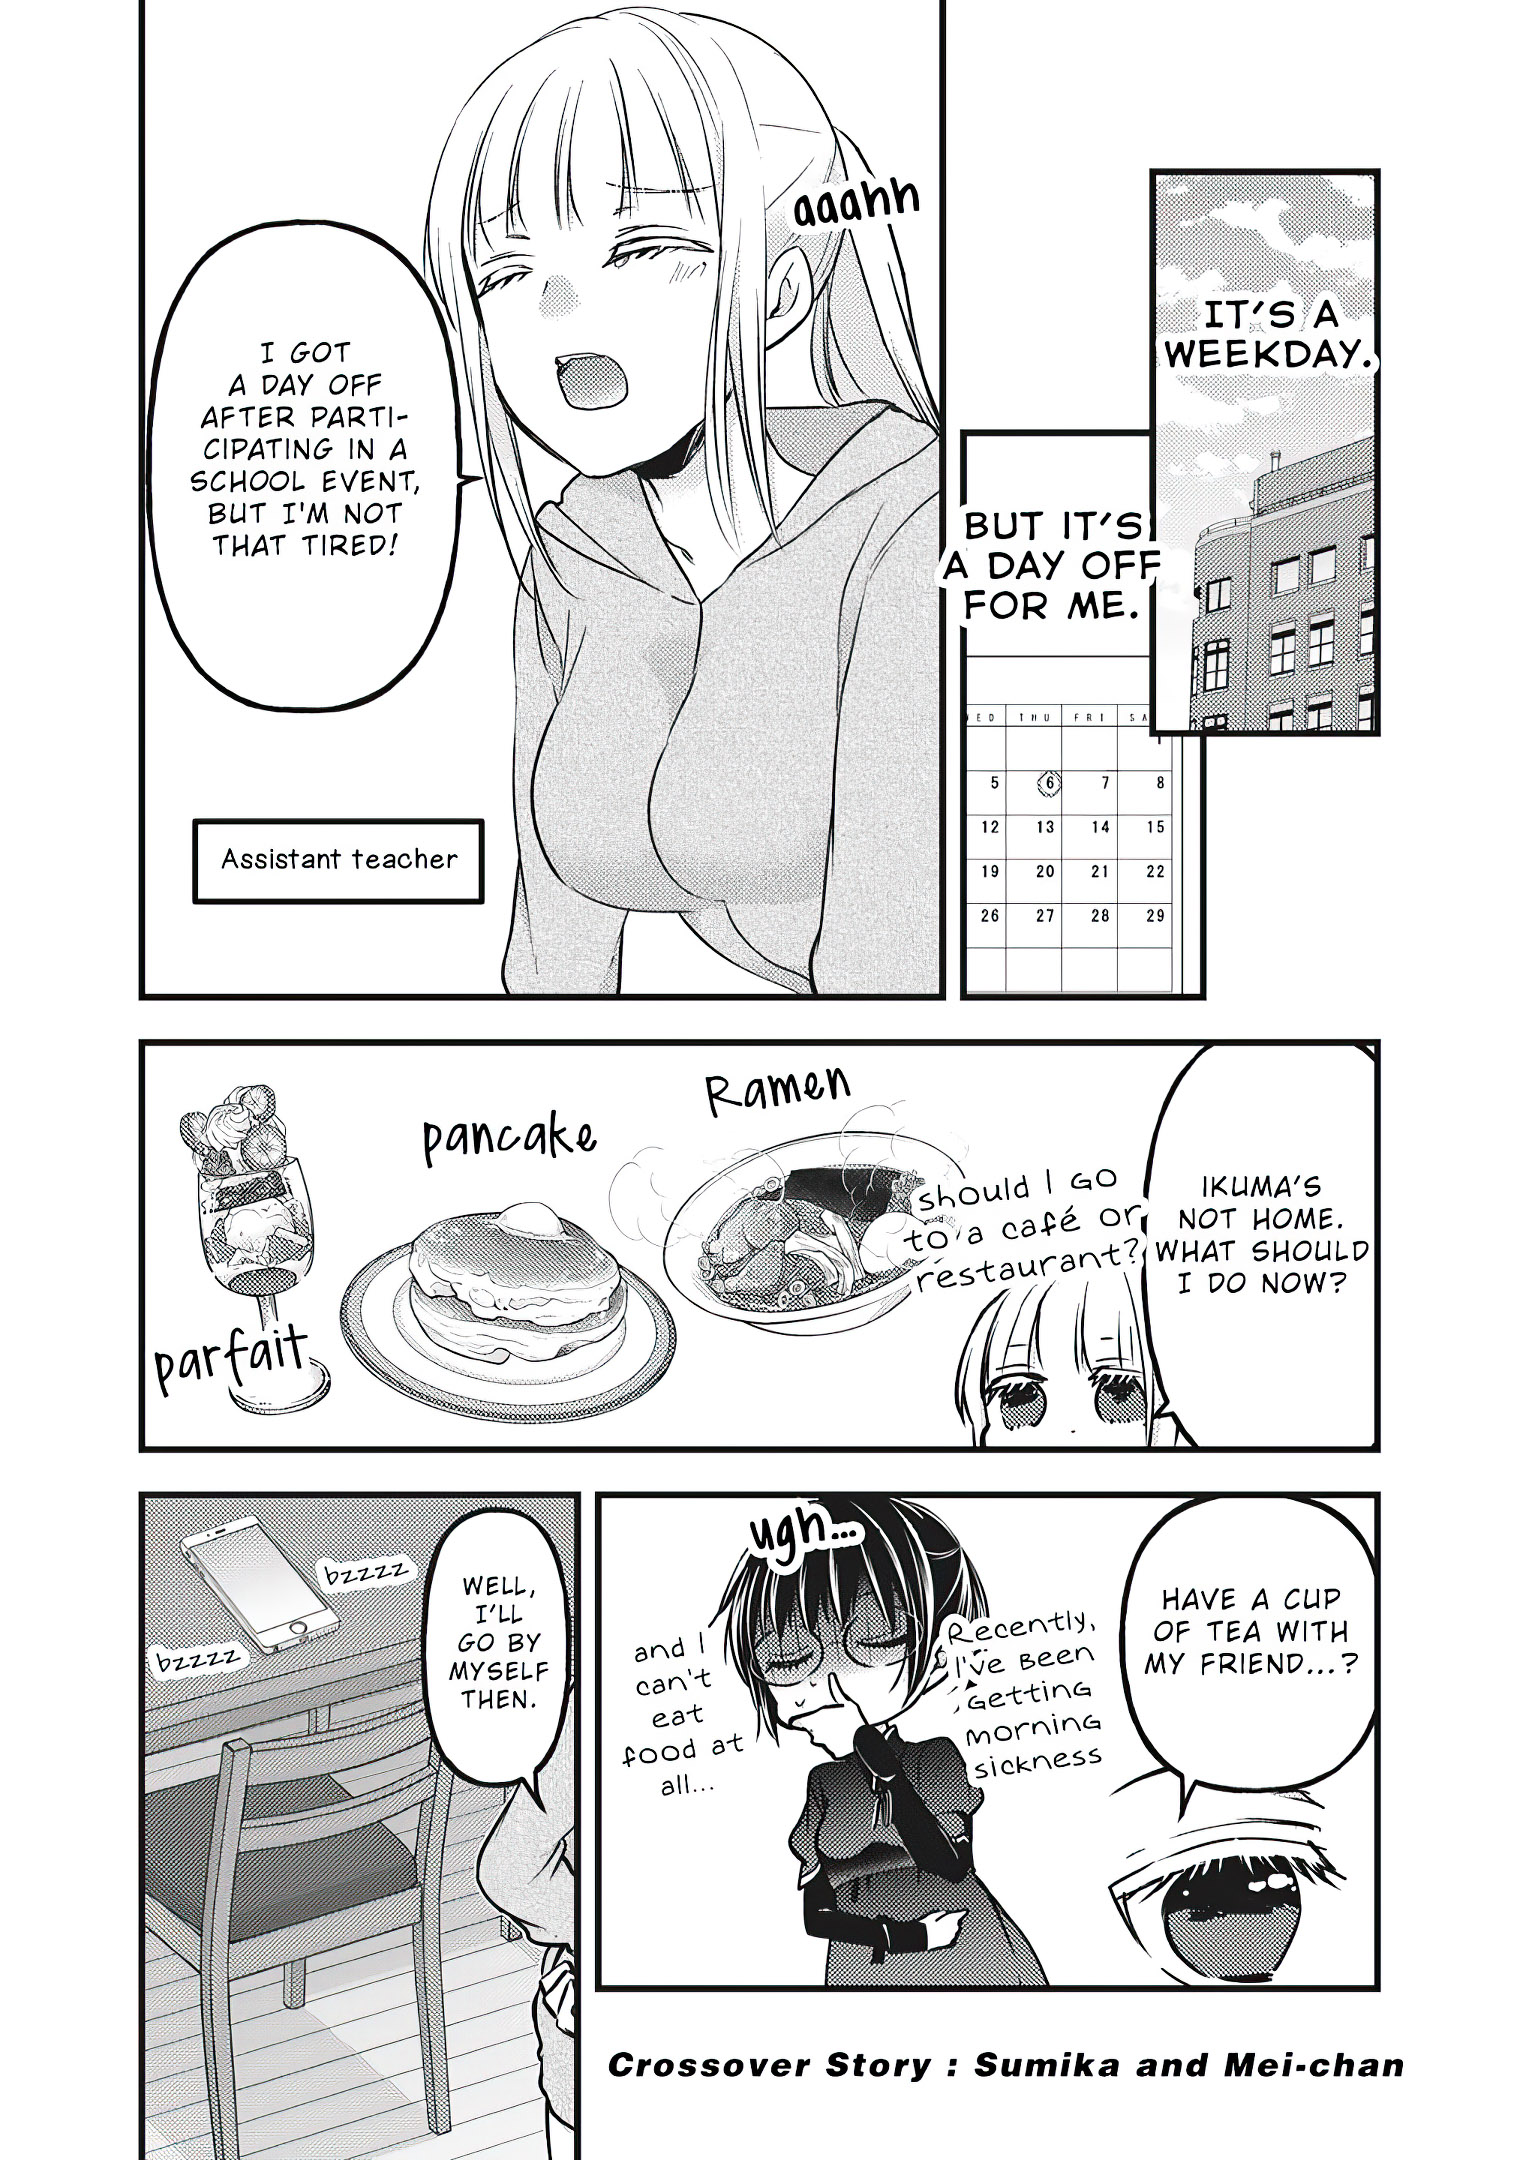 IT'S A
WEEKDAY.
BUT IT'S
A DAY OFF
FOR ME.
THU FRI
1
5 6 7 8
12 13 14 15
19 20 21 22
26 27 28 29
aaahh
I GOT
A DAY OFF
AFTER PARTI-
CIPATING IN A
SCHOOL EVENT,
BUT I'M NOT
THAT TIRED!
Assistant teacher
IKUMA'S
NOT HOME.
WHAT SHOULD
I DO NOW?
should I go
to a café or
restaurant?
Ramen
pancake
parfait
HAVE A CUP
OF TEA WITH
MY FRIEND...?
ugh...
Recently,
I've been
getting
morning
sickness
and I
can't
eat
food at
all...
WELL,
I'LL
GO BY
MYSELF
THEN.
bzzzz
bzzzz
Crossover Story : Sumika and Mei-chan